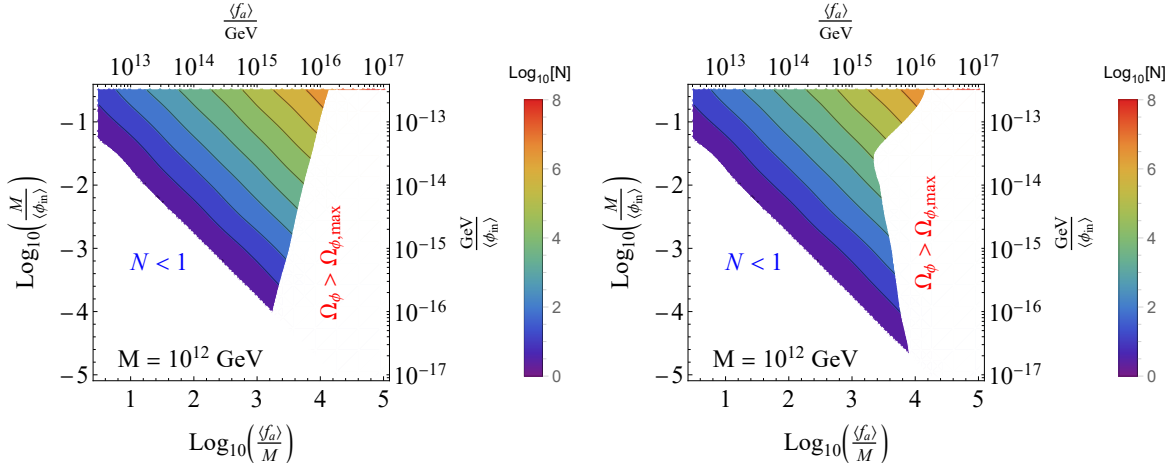 ⟨f_a⟩/GeV
10^13 10^14 10^15 10^16 10^17
Log_10(M/⟨ϕ_in⟩)
−1
−2
−3
−4
−5
N < 1
Ω_ϕ > Ω_ϕ,max
M = 10^12 GeV
10^−13
10^−14
10^−15
10^−16
10^−17
GeV/⟨ϕ_in⟩
1 2 3 4 5
Log_10(⟨f_a⟩/M)
Log_10[N]
8
6
4
2
0
⟨f_a⟩/GeV
10^13 10^14 10^15 10^16 10^17
Log_10(M/⟨ϕ_in⟩)
−1
−2
−3
−4
−5
N < 1
Ω_ϕ > Ω_ϕ,max
M = 10^12 GeV
10^−13
10^−14
10^−15
10^−16
10^−17
GeV/⟨ϕ_in⟩
1 2 3 4 5
Log_10(⟨f_a⟩/M)
Log_10[N]
8
6
4
2
0